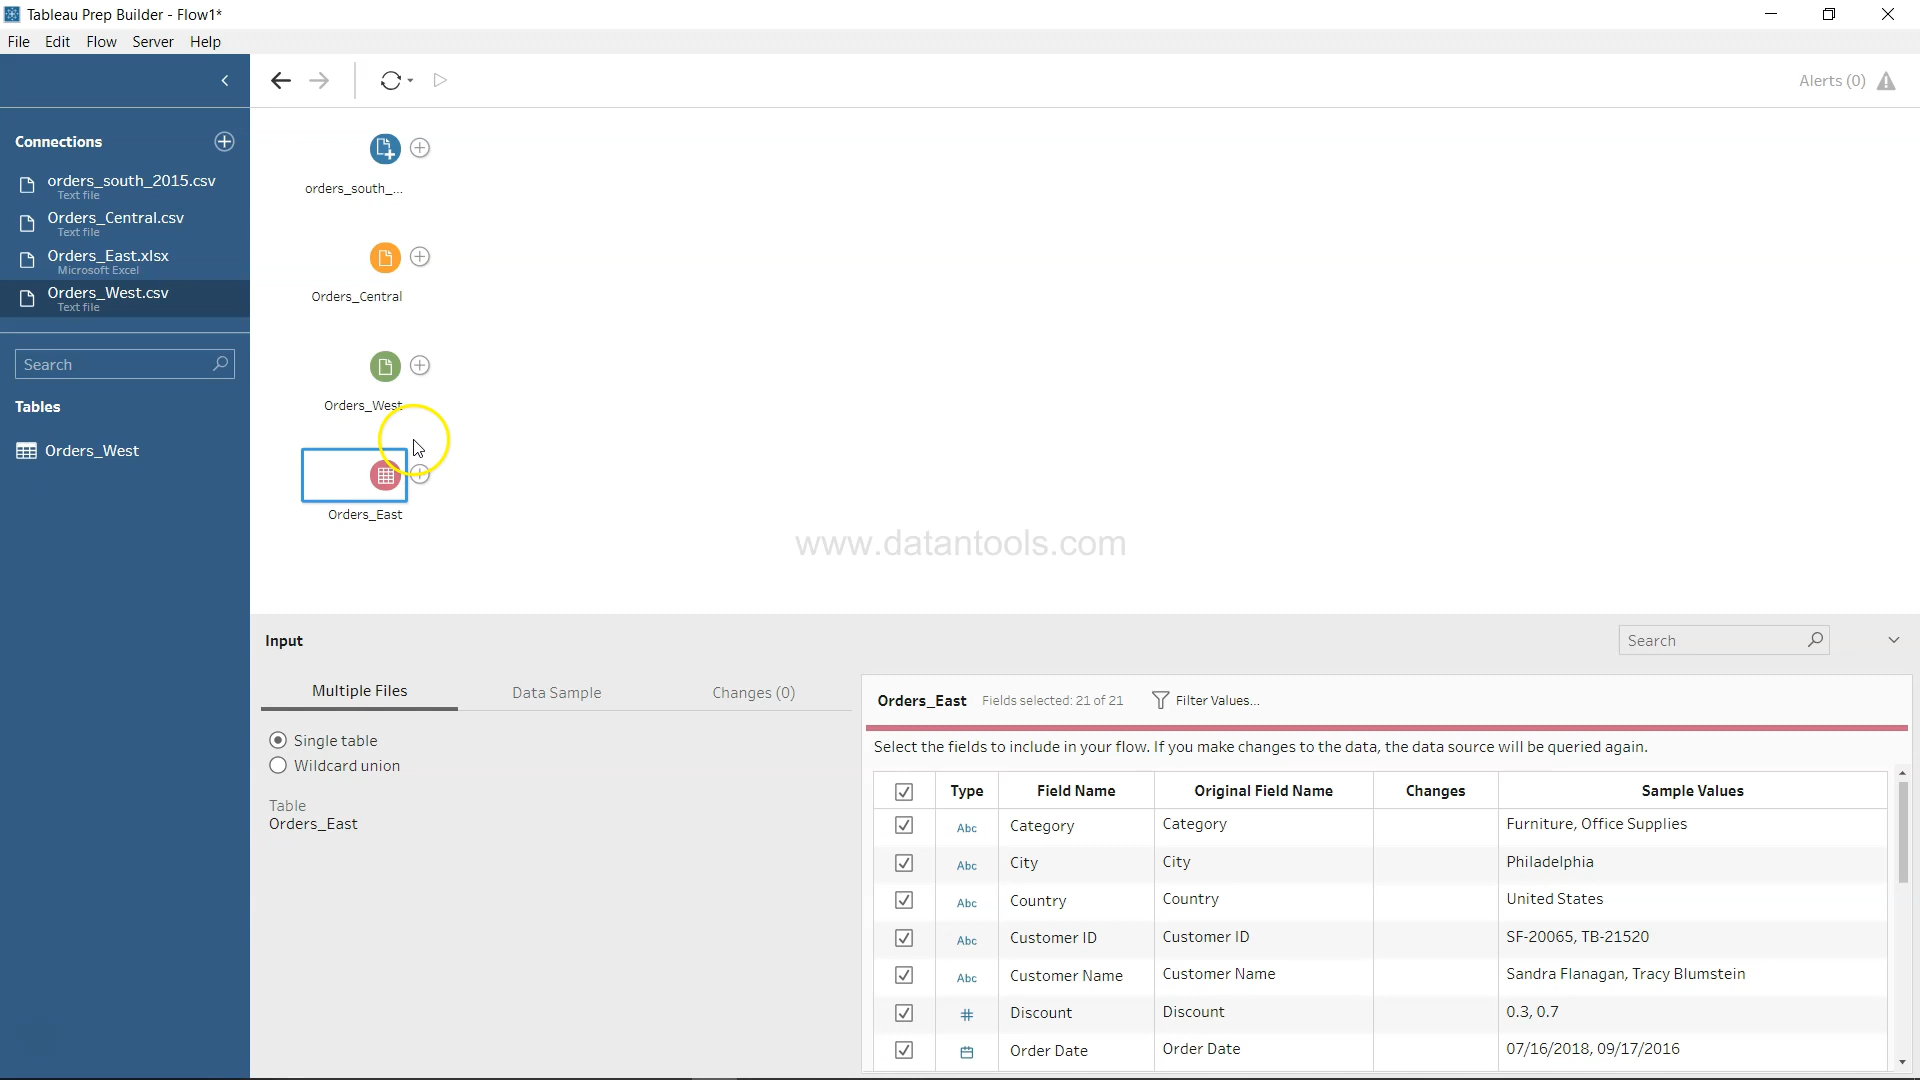 Tableau Prep Builder - Flow1*
File Edit Flow Server Help
Alerts (0)
Connections
orders_south_2015.csv
Text file
Orders_Central.csv
Text file
Orders_East.xlsx
Microsoft Excel
Orders_West.csv
Text file
Search
Tables
Orders_West
orders_south_...
Orders_Central
Orders_West
Orders_East
www.datantools.com
Input
Search
Multiple Files Data Sample Changes (0)
Single table
Wildcard union
Table
Orders_East
Orders_East Fields selected: 21 of 21 Filter Values...
Select the fields to include in your flow. If you make changes to the data, the data source will be queried again.
Type Field Name Original Field Name Changes Sample Values
Abc Category Category Furniture, Office Supplies
Abc City City Philadelphia
Abc Country Country United States
Abc Customer ID Customer ID SF-20065, TB-21520
Abc Customer Name Customer Name Sandra Flanagan, Tracy Blumstein
# Discount Discount 0.3, 0.7
Order Date Order Date 07/16/2018, 09/17/2016